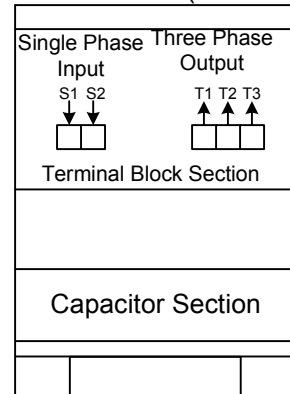 (
Single Phase Three Phase
Input Output
S1 S2 T1 T2 T3
Terminal Block Section
Capacitor Section